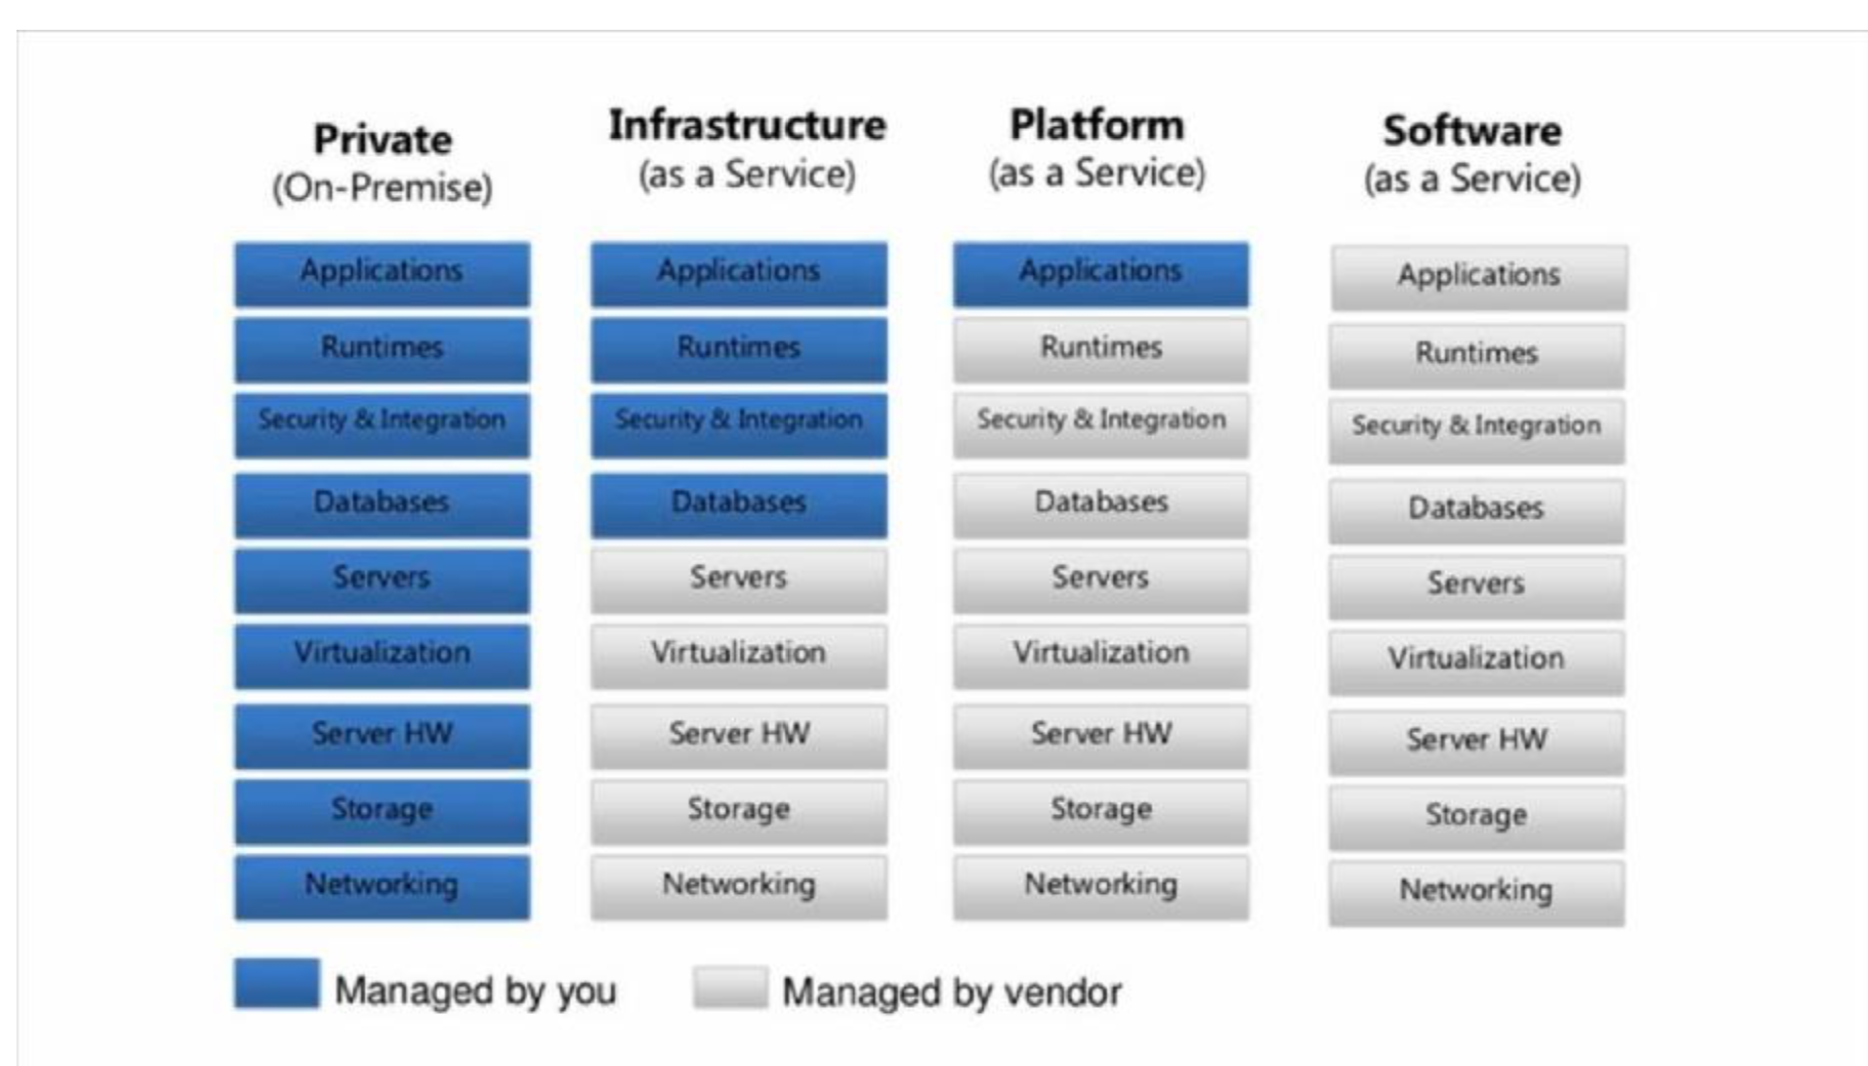 Private
(On-Premise)
Applications
Runtimes
Security & Integration
Databases
Servers
Virtualization
Server HW
Storage
Networking
Infrastructure
(as a Service)
Applications
Runtimes
Security & Integration
Databases
Servers
Virtualization
Server HW
Storage
Networking
Platform
(as a Service)
Applications
Runtimes
Security & Integration
Databases
Servers
Virtualization
Server HW
Storage
Networking
Software
(as a Service)
Applications
Runtimes
Security & Integration
Databases
Servers
Virtualization
Server HW
Storage
Networking
Managed by you
Managed by vendor